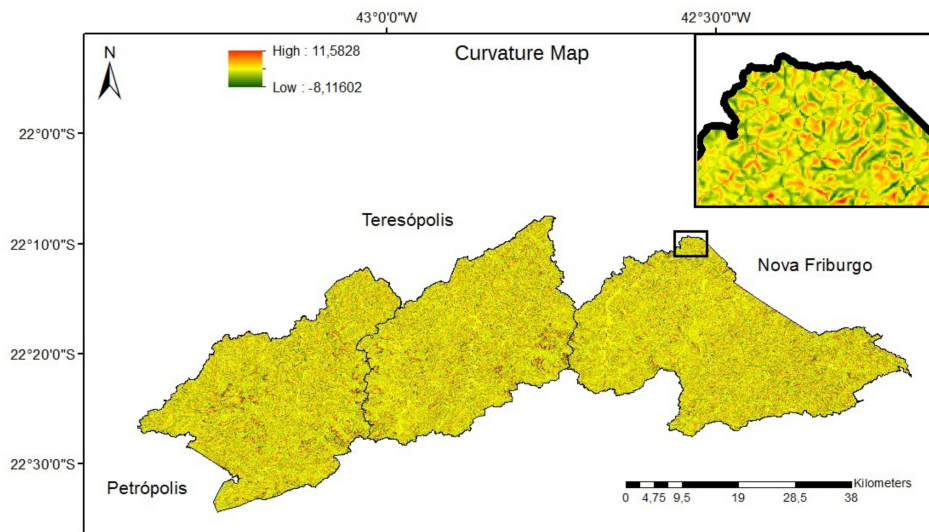 43°0'0"W
42°30'0"W
N
High : 11,5828
Low : -8,11602
Curvature Map
22°0'0"S
Teresópolis
22°10'0"S
Nova Friburgo
22°20'0"S
22°30'0"S
Petrópolis
Kilometers
0 4,75 9,5 19 28,5 38